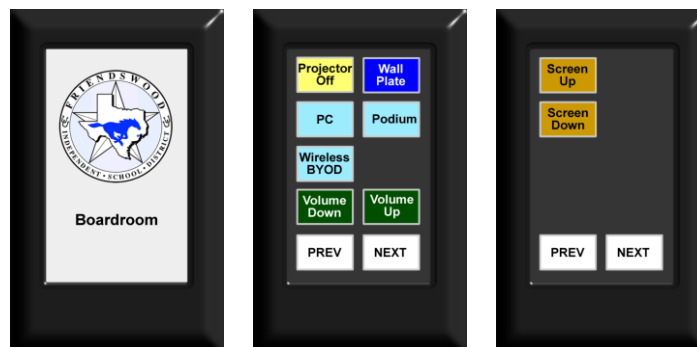 FRIENDSWOOD
INDEPENDENT • SCHOOL • DISTRICT
Boardroom
Projector
Off
Wall
Plate
PC
Podium
Wireless
BYOD
Volume
Down
Volume
Up
PREV
NEXT
Screen
Up
Screen
Down
PREV
NEXT